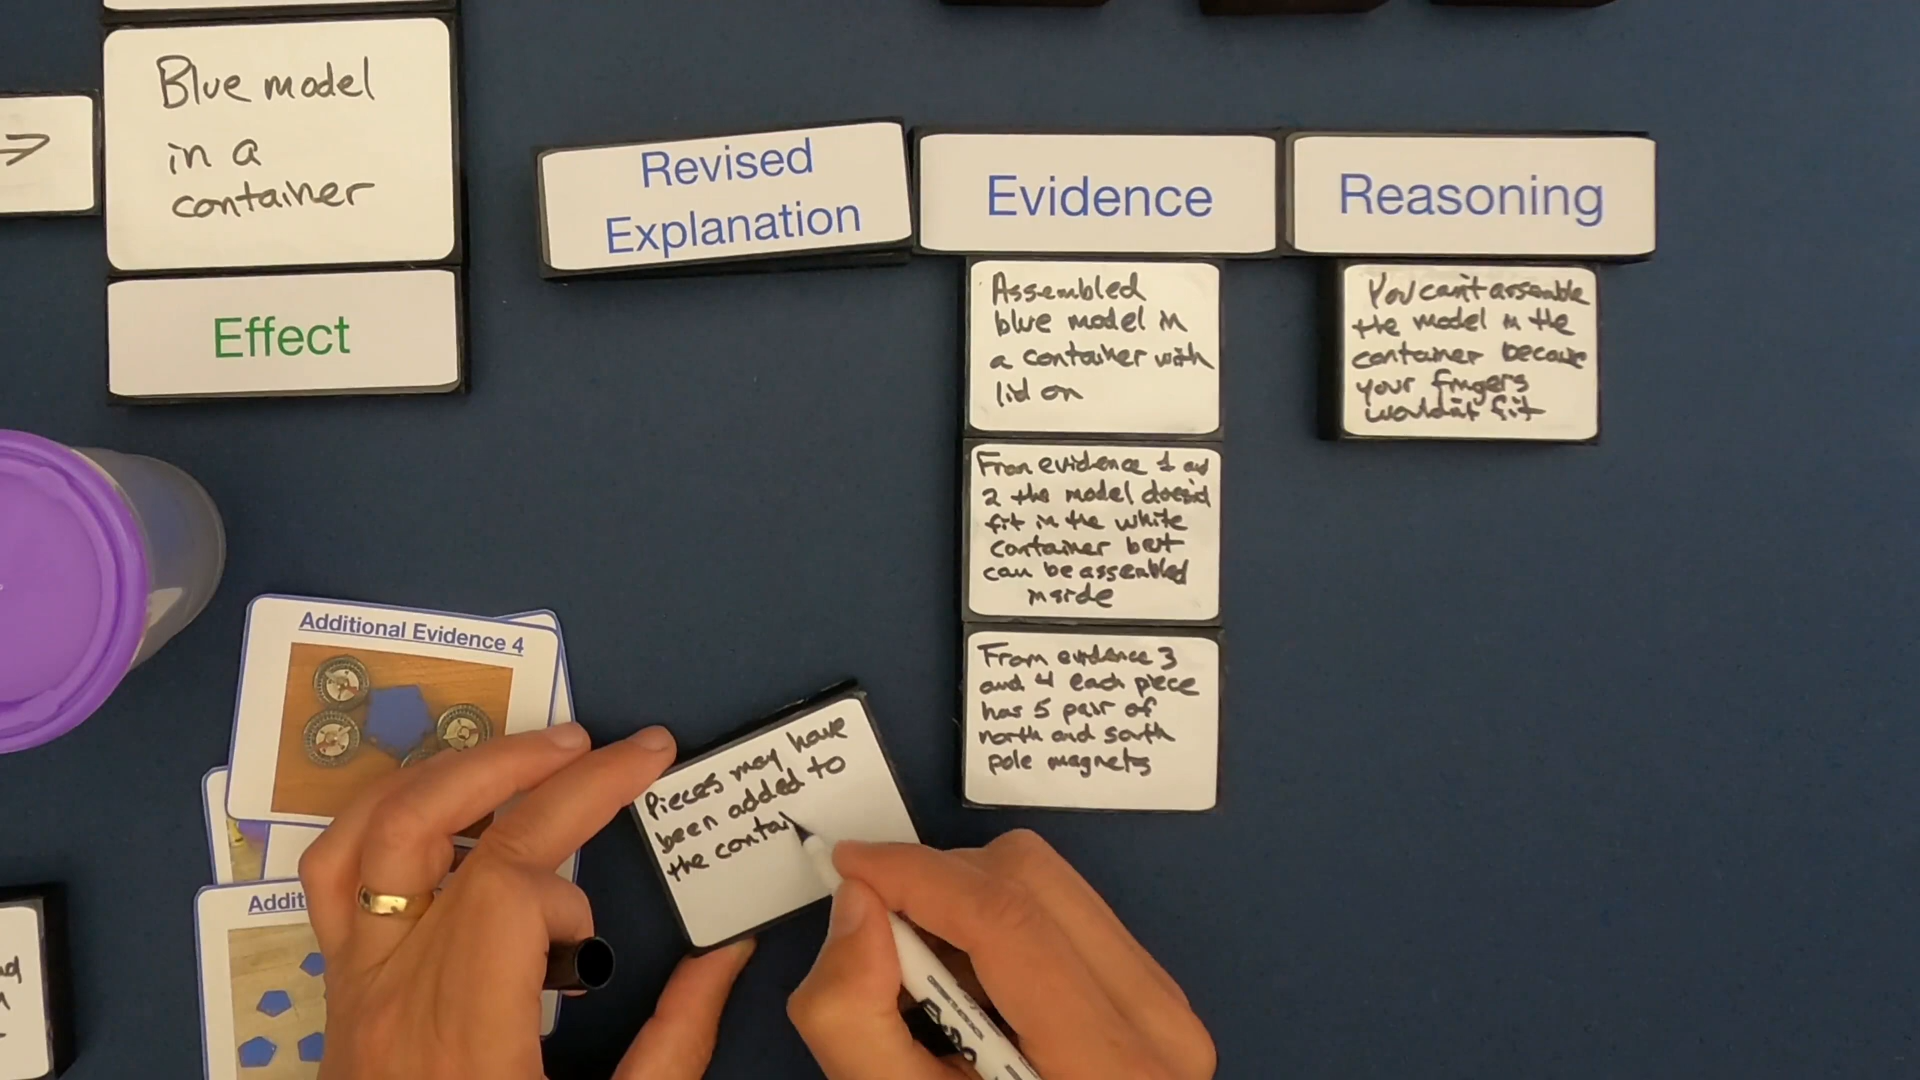 Blue model
in a
container
Effect
Revised
Explanation
Evidence
Reasoning
Assembled
blue model in
a container with
lid on
From evidence 1 and
2 the model doesn't
fit in the white
container but
can be assembled
inside
From evidence 3
and 4 each piece
has 5 pair of
north and south
pole magnets
You can't assemble
the model in the
container because
your fingers
wouldn't fit
Additional Evidence 4
Pieces may have
been added to
the contai
Addit
EXPO